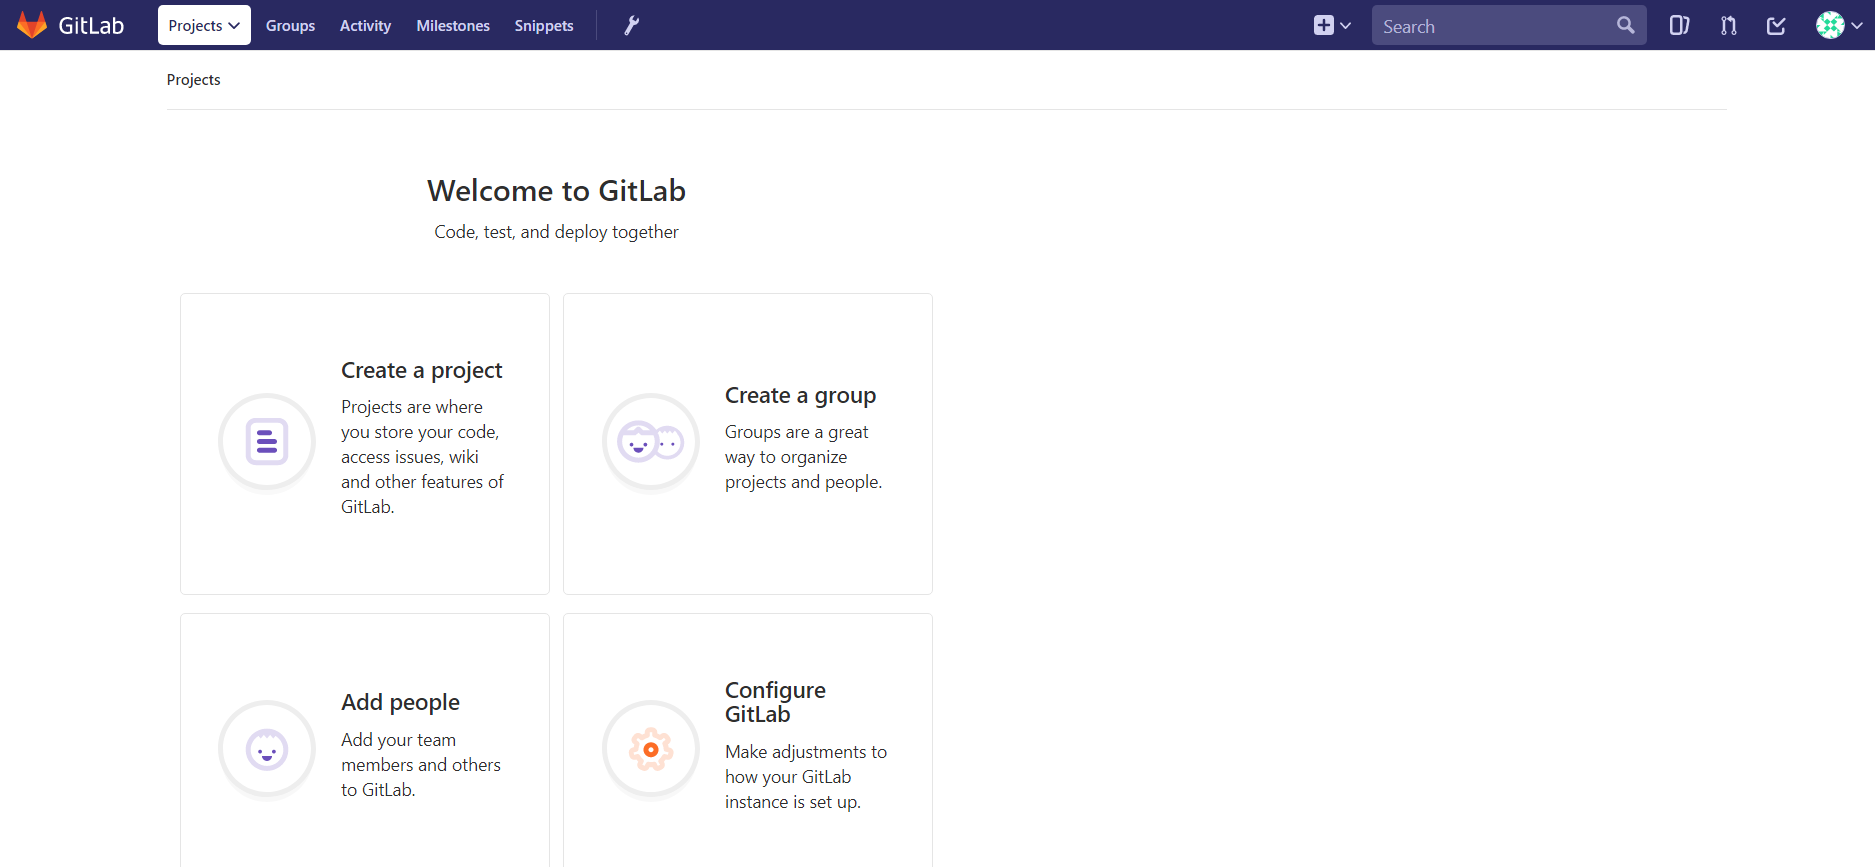 GitLab Projects Groups Activity Milestones Snippets Search
Projects
Welcome to GitLab
Code, test, and deploy together
Create a project
Projects are where
you store your code,
access issues, wiki
and other features of
GitLab.
Create a group
Groups are a great
way to organize
projects and people.
Add people
Add your team
members and others
to GitLab.
Configure
GitLab
Make adjustments to
how your GitLab
instance is set up.